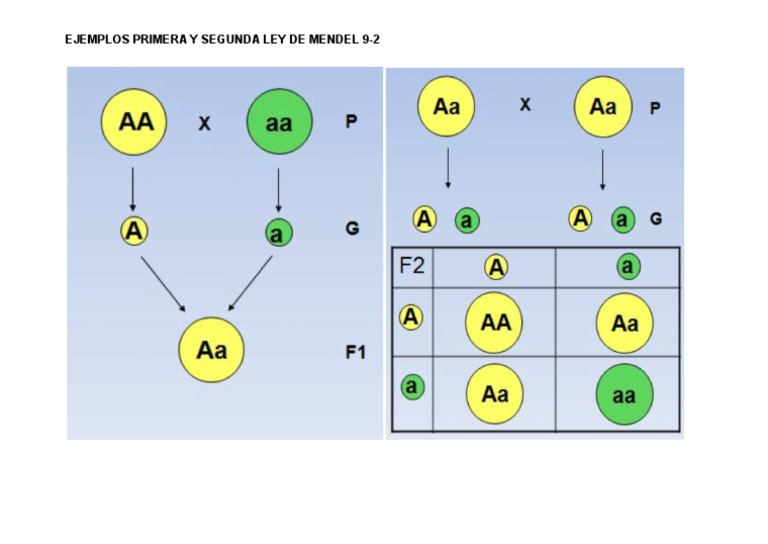 EJEMPLOS PRIMERA Y SEGUNDA LEY DE MENDEL 9-2
AA X aa P
A a G
Aa F1
Aa X Aa P
A a A a G
F2 A a
A AA Aa
a Aa aa